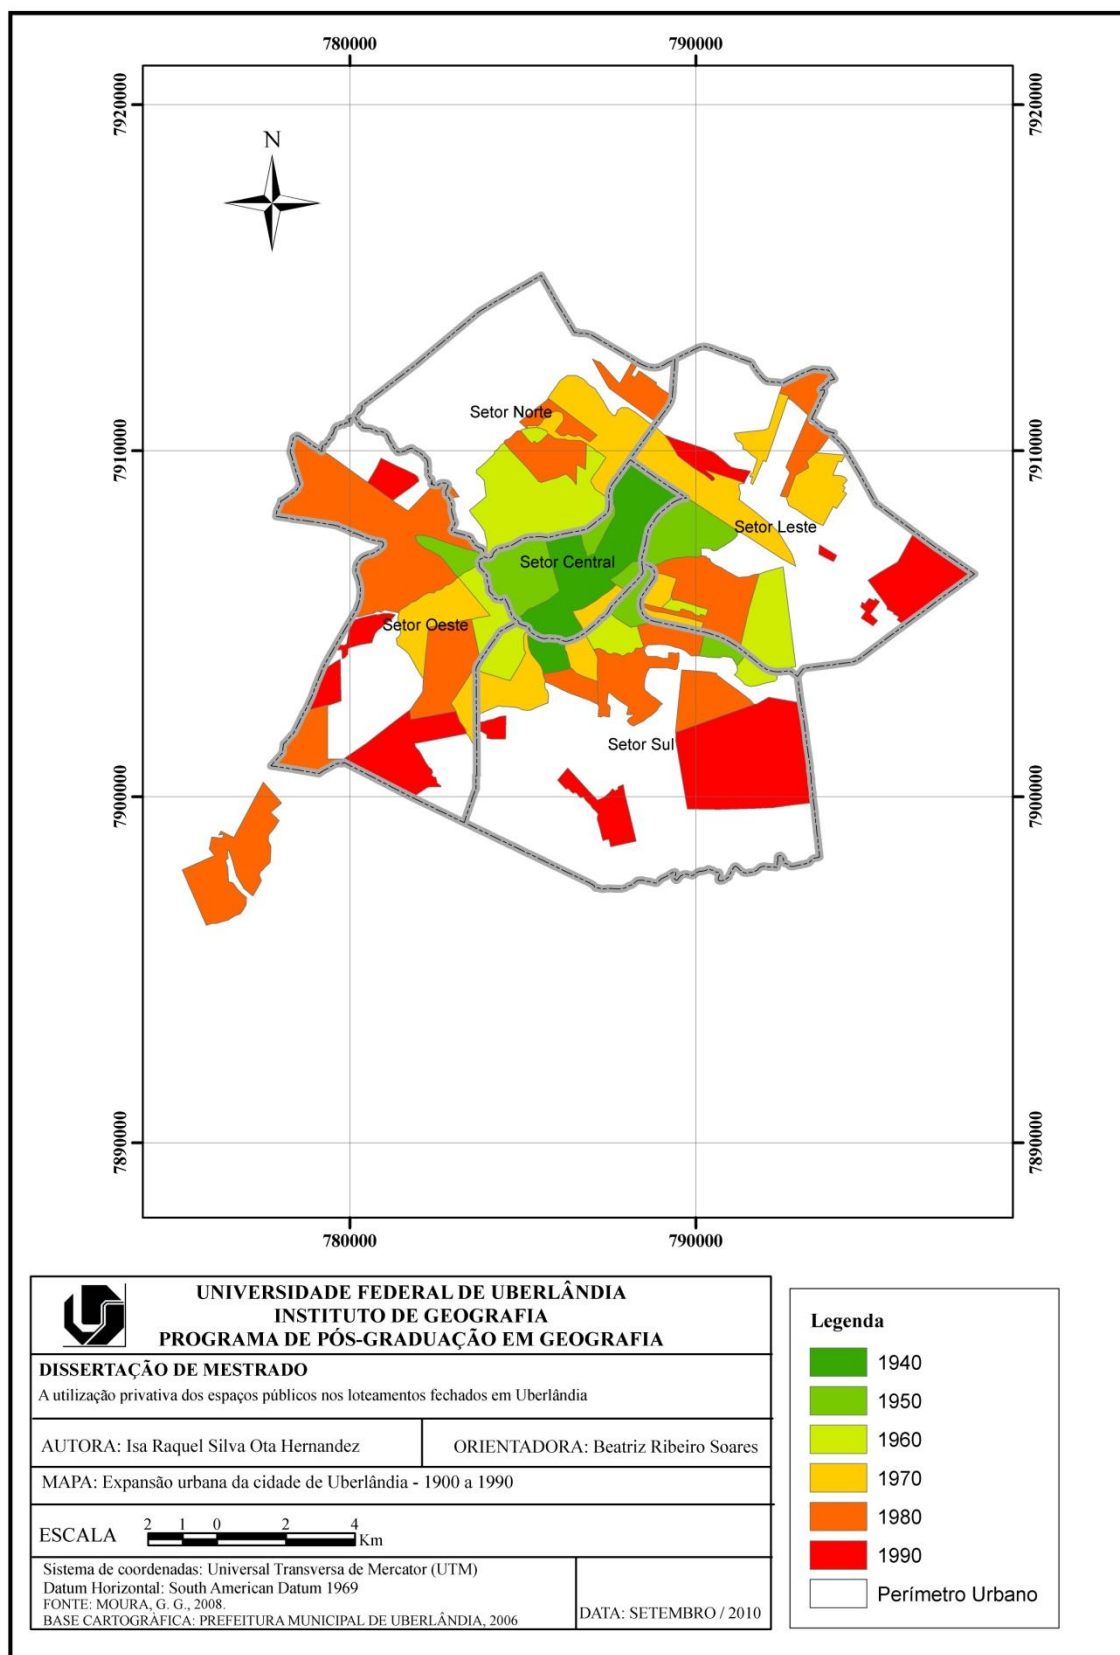 780000
790000
7920000
7920000
N
Setor Norte
7910000
7910000
Setor Leste
Setor Central
Setor Oeste
Setor Sul
7900000
7900000
7890000
7890000
780000
790000
UNIVERSIDADE FEDERAL DE UBERLÂNDIA
INSTITUTO DE GEOGRAFIA
PROGRAMA DE PÓS-GRADUAÇÃO EM GEOGRAFIA
DISSERTAÇÃO DE MESTRADO
A utilização privativa dos espaços públicos nos loteamentos fechados em Uberlândia
AUTORA: Isa Raquel Silva Ota Hernandez
ORIENTADORA: Beatriz Ribeiro Soares
MAPA: Expansão urbana da cidade de Uberlândia - 1900 a 1990
ESCALA
2 1 0 2 4
Km
Sistema de coordenadas: Universal Transversa de Mercator (UTM)
Datum Horizontal: South American Datum 1969
FONTE: MOURA, G. G., 2008.
BASE CARTOGRÀFICA: PREFEITURA MUNICIPAL DE UBERLÂNDIA, 2006
DATA: SETEMBRO / 2010
Legenda
1940
1950
1960
1970
1980
1990
Perímetro Urbano